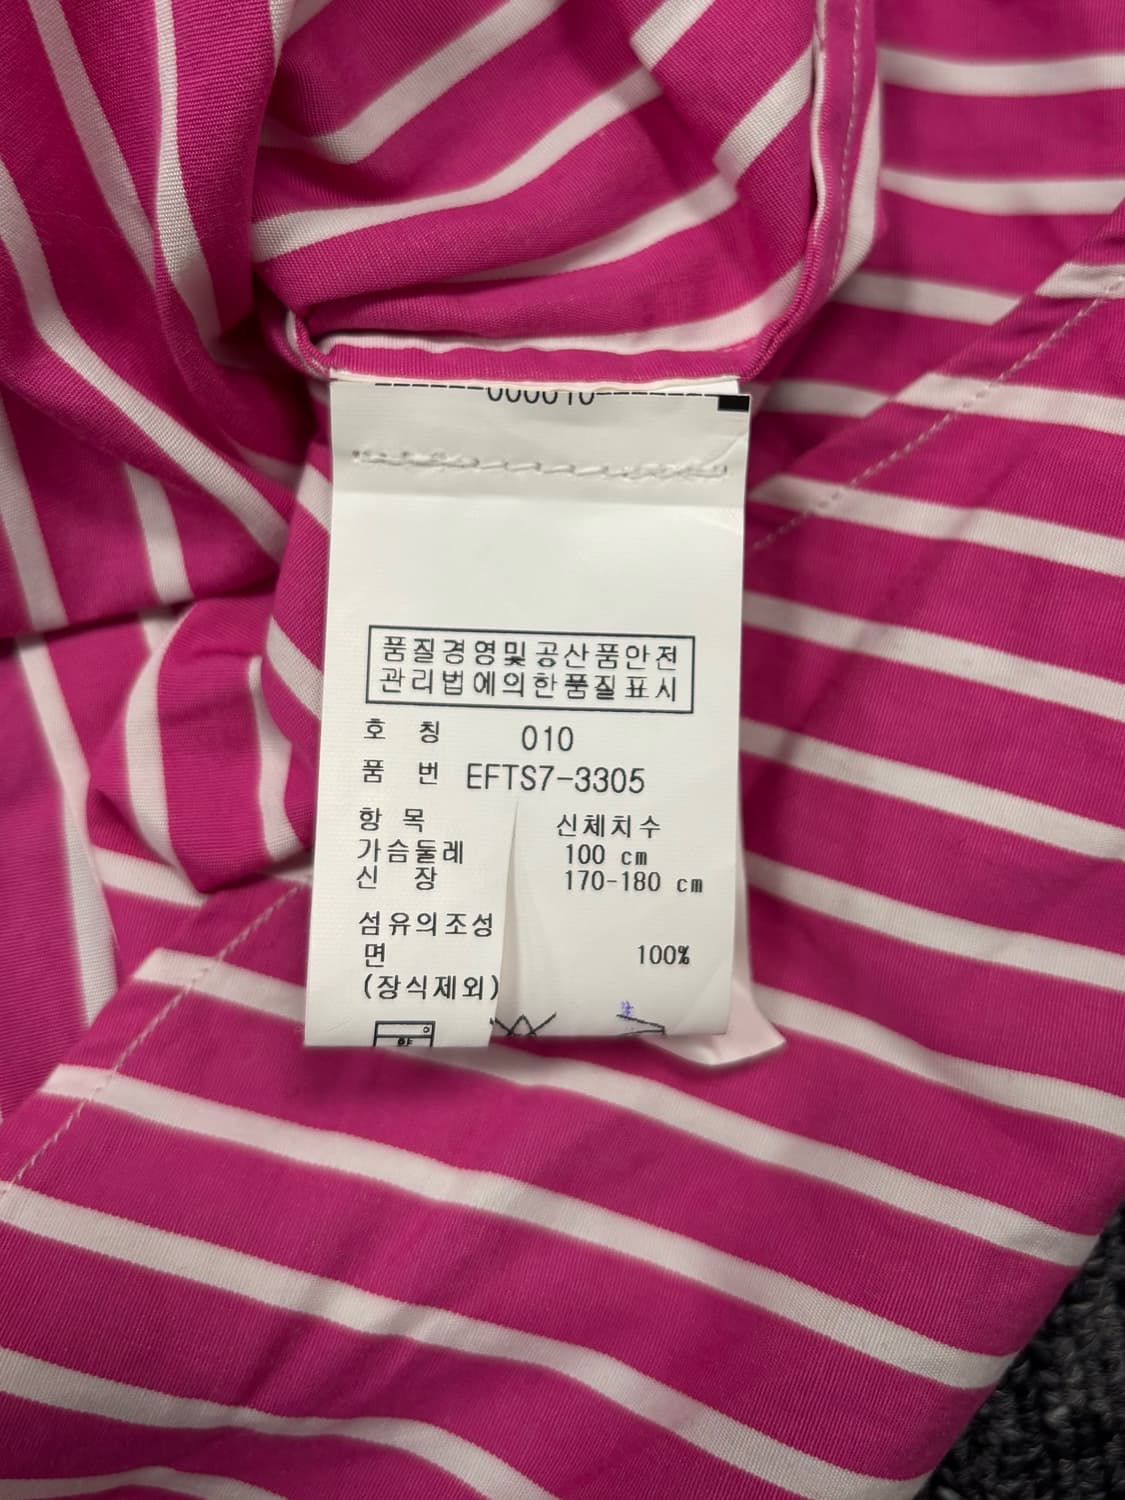 000010
품질경영및공산품안전
관리법에의한품질표시
호 칭 010
품 번 EFTS7-3305
항 목 신체치수
가슴둘레 100 cm
신 장 170-180 cm
섬유의조성
면 100%
(장식제외)